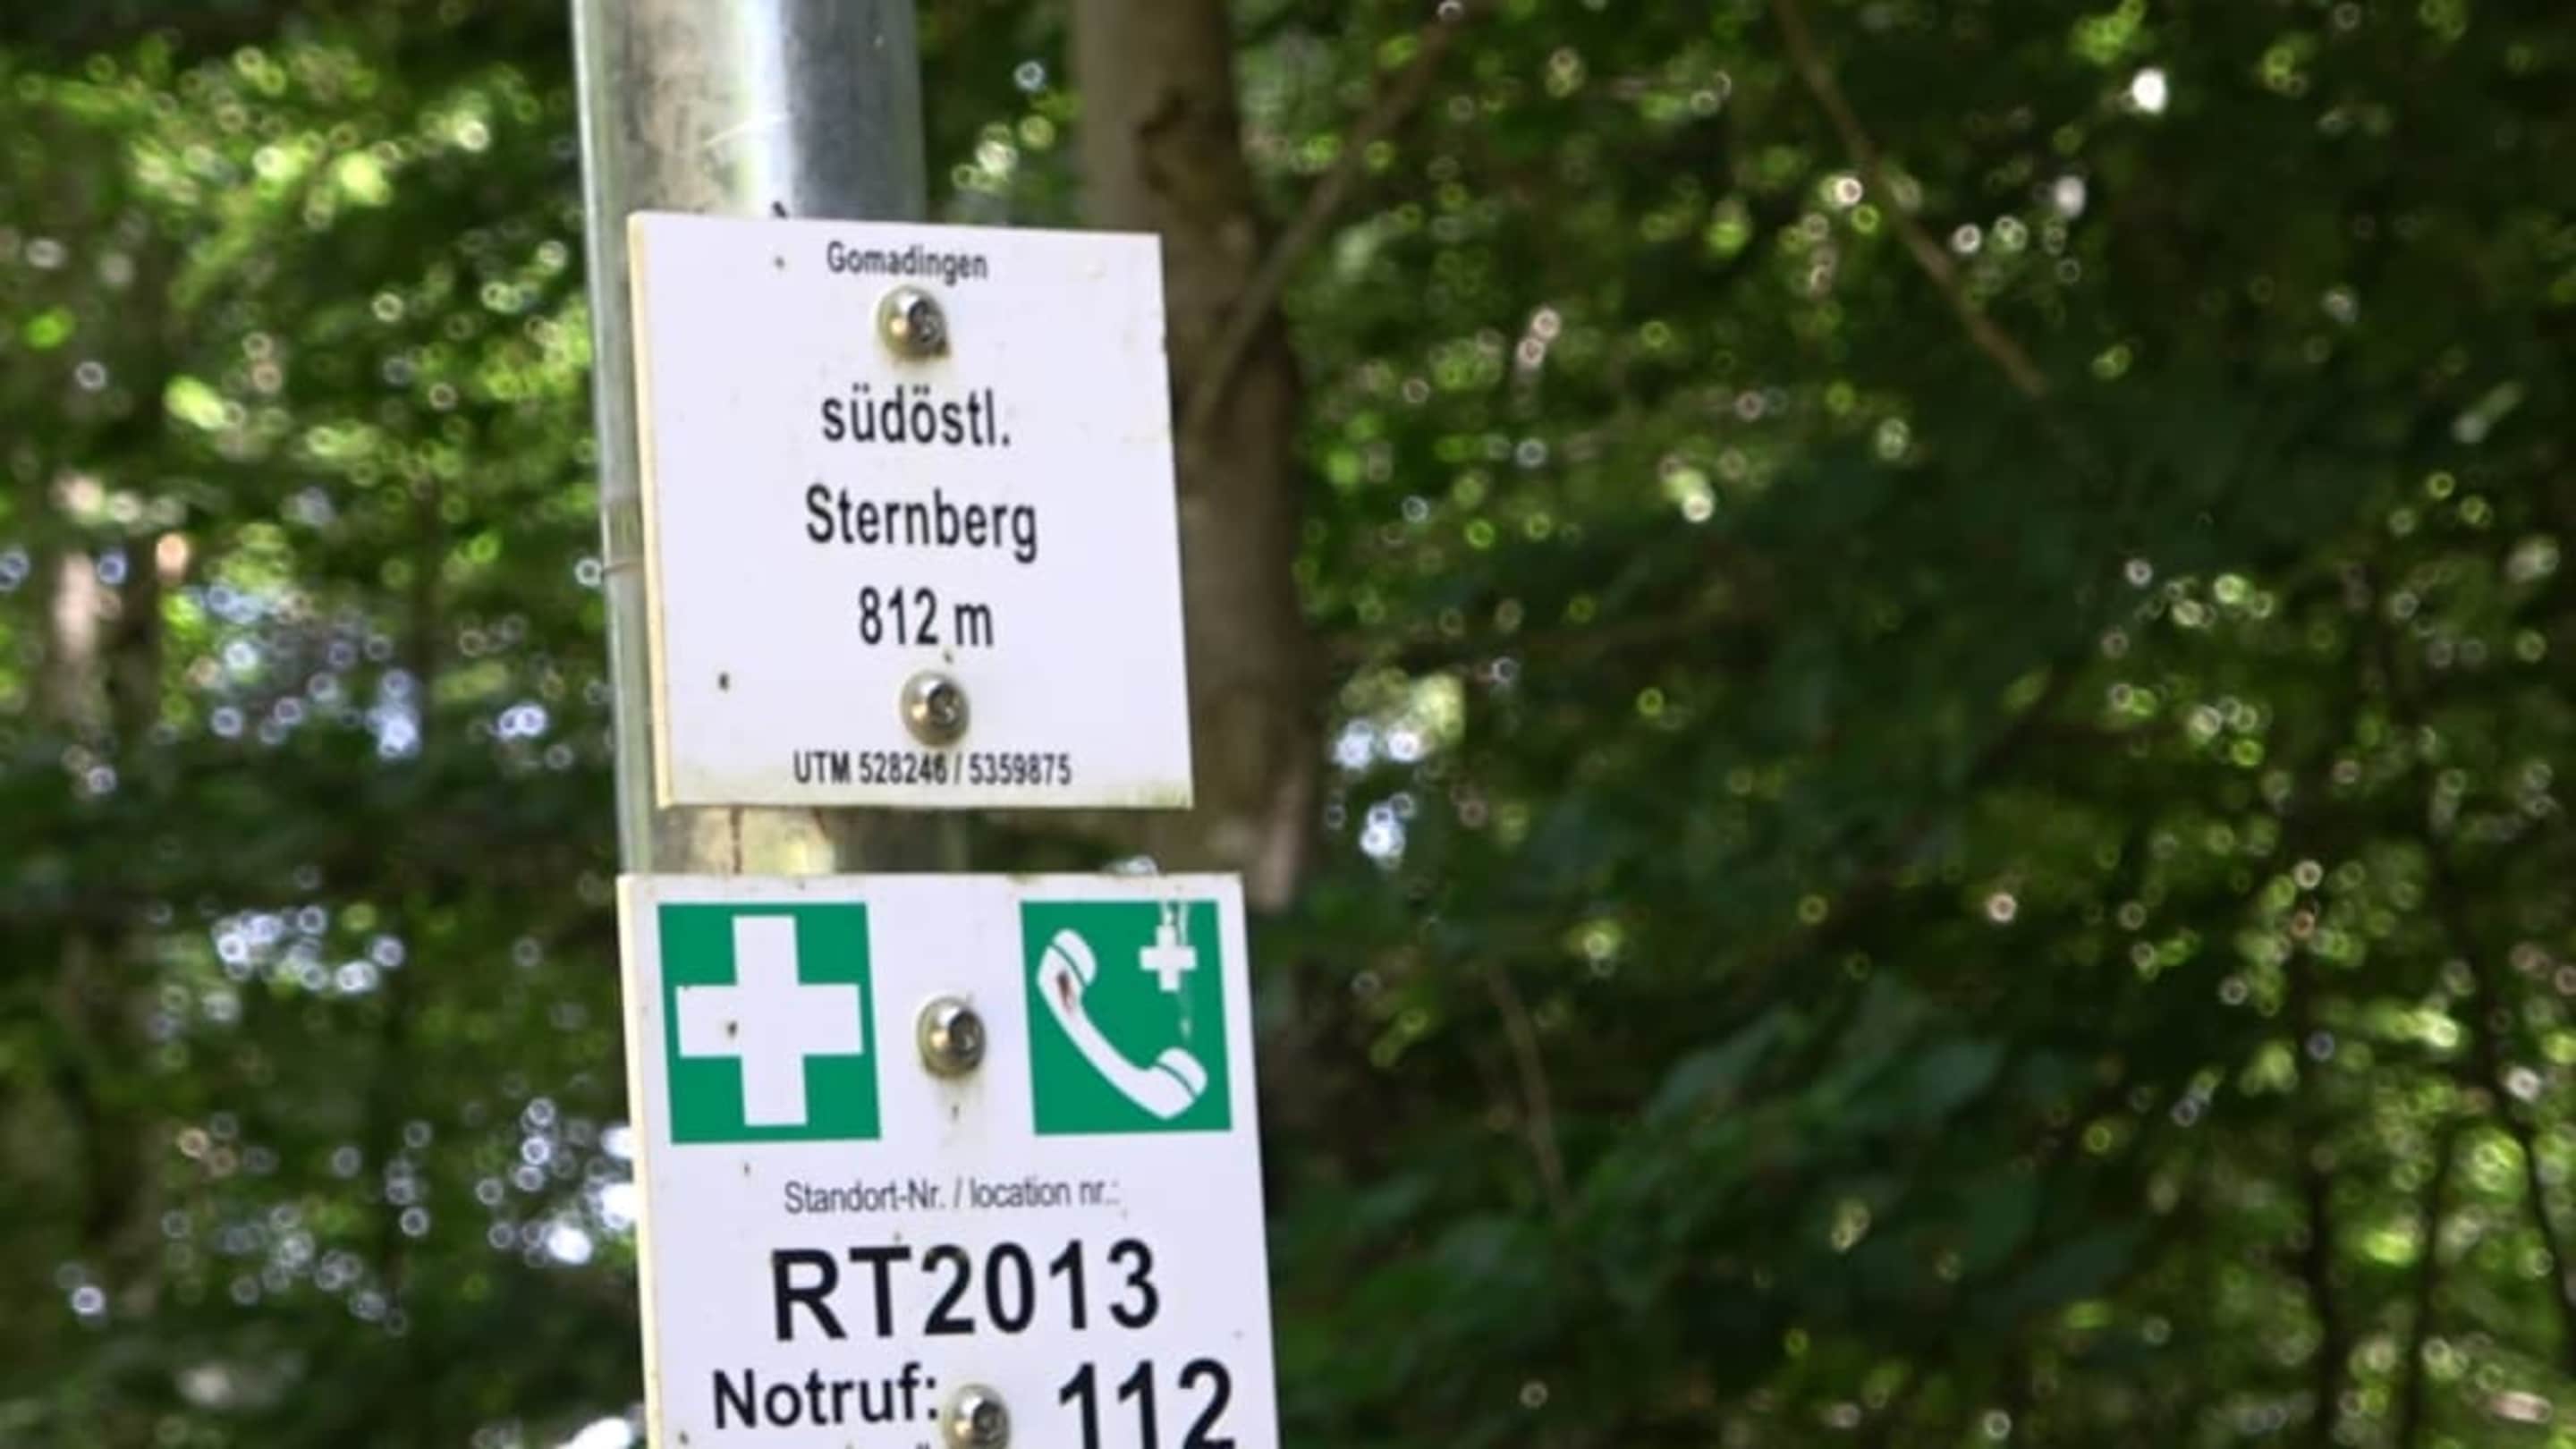 Gomadingen
südöstl.
Sternberg
812 m
UTM 528246 / 5359875
Standort-Nr. / location nr.:
RT2013
Notruf: 112